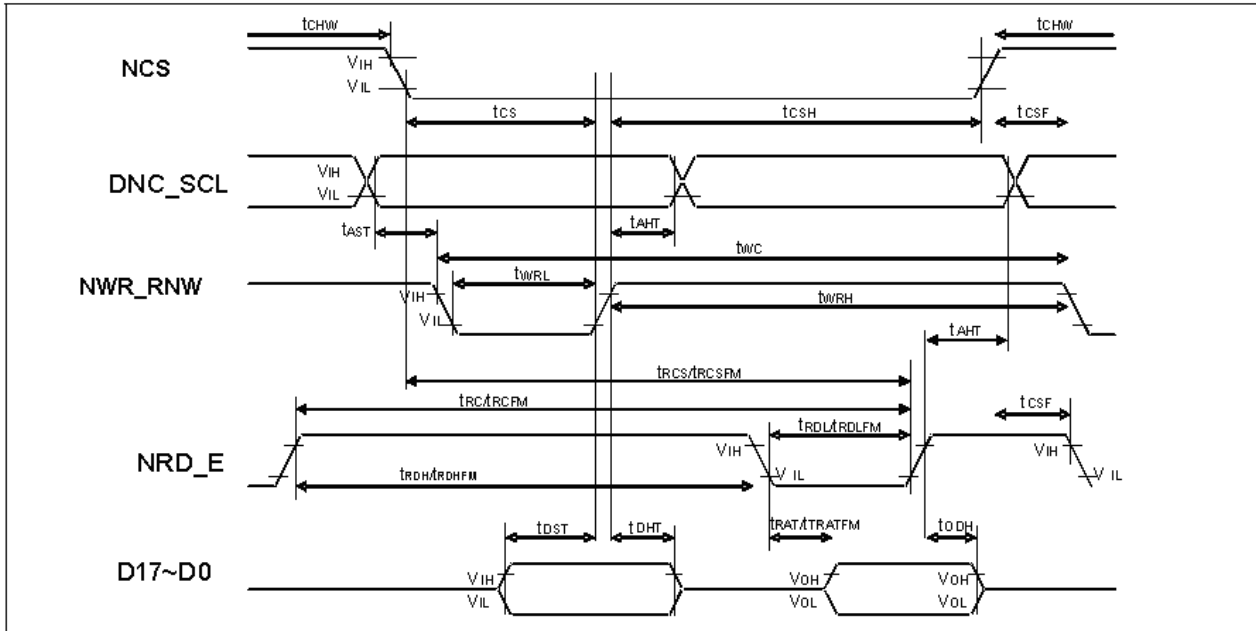 tCHW tCHW
NCS
VIH
VIL
tCS tCSH tCSF
DNC_SCL
VIH
VIL
tAST tAHT
tWC
NWR_RNW
tWRL
VIH
VIL
tWRH
tAHT
tRCS/tRCSFM
tRC/tRCFM
tCSF
tRDL/tRDLFM
NRD_E
VIH VIH
VIL VIL
tRDH/tRDHFM
tDST tDHT tRAT/tTRATFM tODH
D17~D0
VIH VOH VOH
VIL VOL VOL